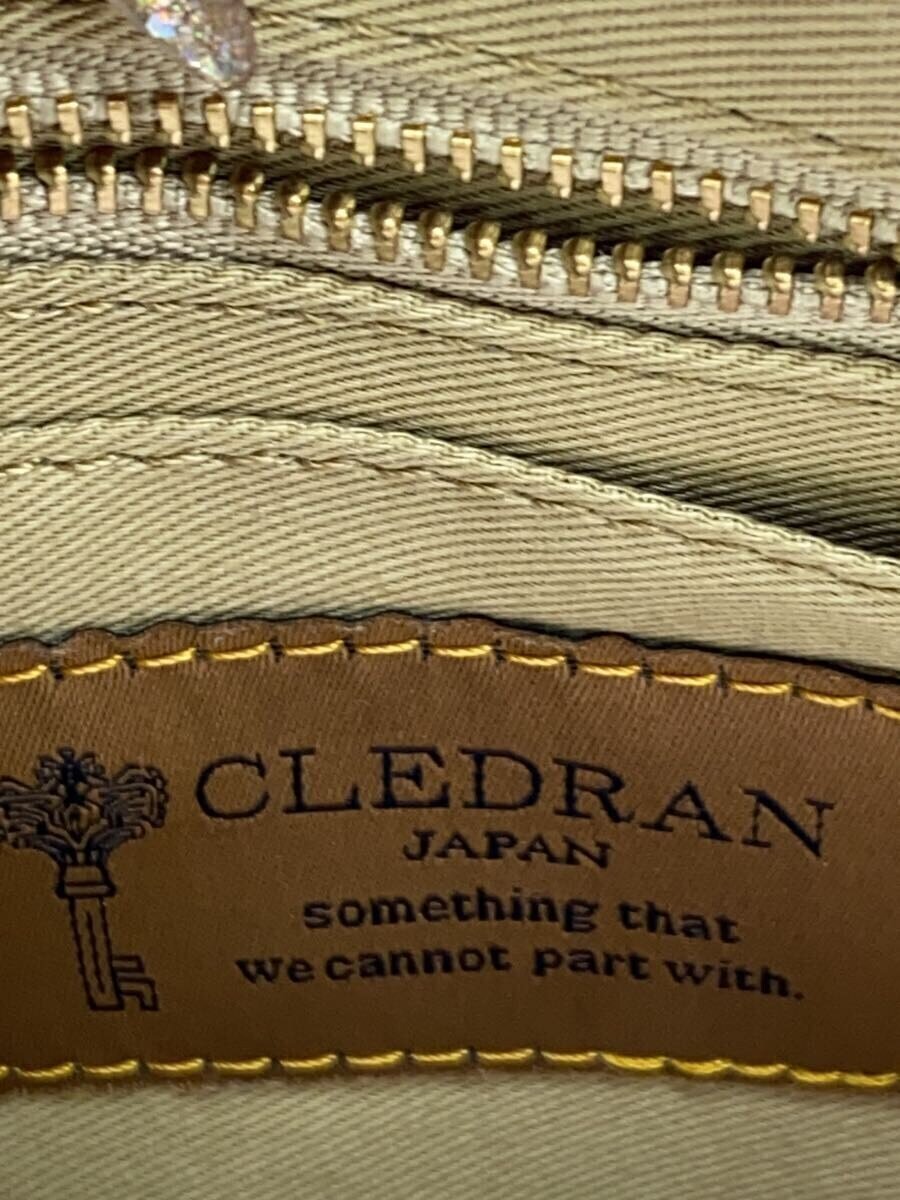 CLEDRAN
JAPAN
something that
we cannot part with.